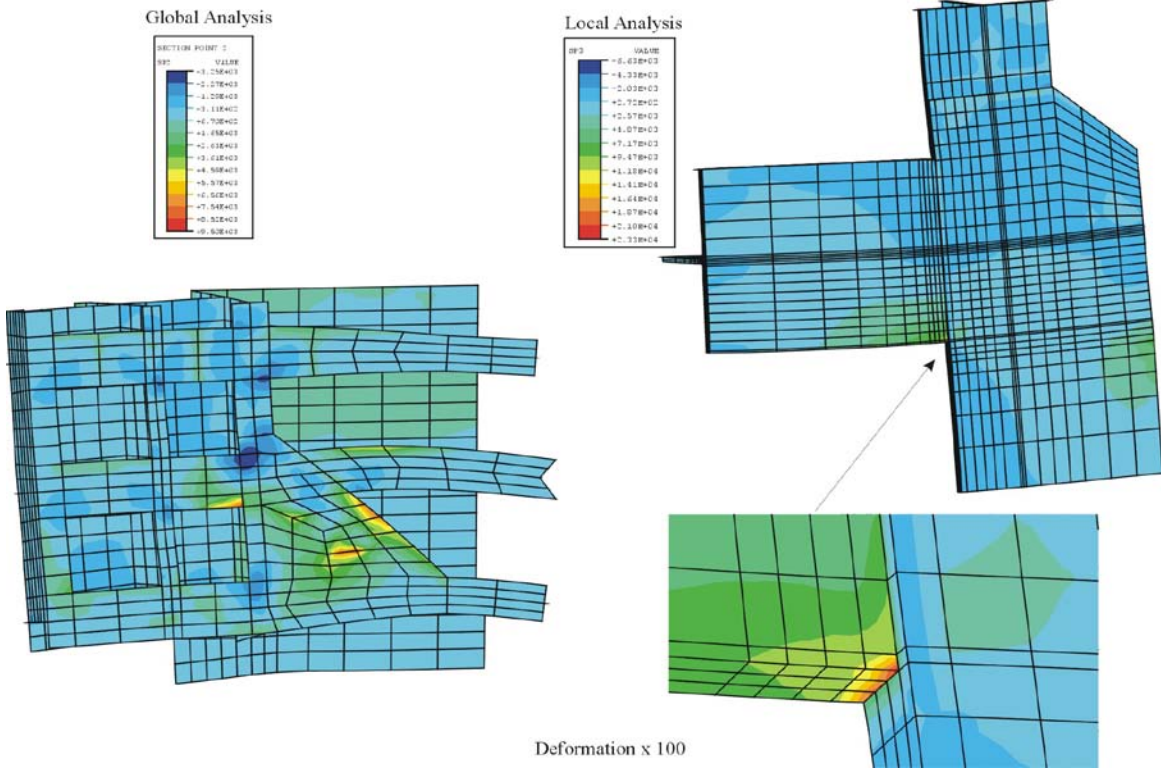 Global Analysis
SECTION POINT 2
SP2 VALUE
-3.25E+03
-2.27E+03
-1.29E+03
-3.11E+02
+6.70E+02
+1.65E+03
+2.63E+03
+3.61E+03
+4.59E+03
+5.57E+03
+6.56E+03
+7.54E+03
+8.52E+03
+9.50E+03
Local Analysis
SP2 VALUE
-6.63E+03
-4.33E+03
-2.03E+03
+2.72E+02
+2.57E+03
+4.87E+03
+7.17E+03
+9.47E+03
+1.18E+04
+1.41E+04
+1.64E+04
+1.87E+04
+2.10E+04
+2.33E+04
Deformation x 100